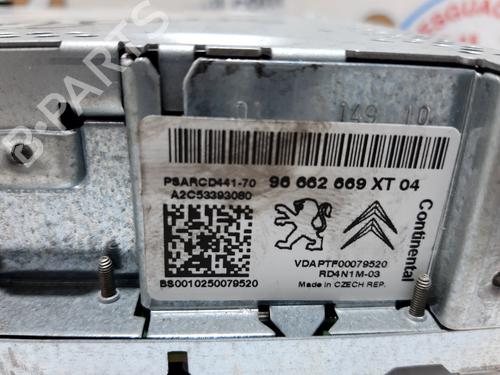 149 10
PSARCD441-70
96 662 669 XT 04
A2C53393080
Continental
VDAPTF00079520
RD4N1M-03
BS0010250079520
Made in CZECH REP.
B-PARTS